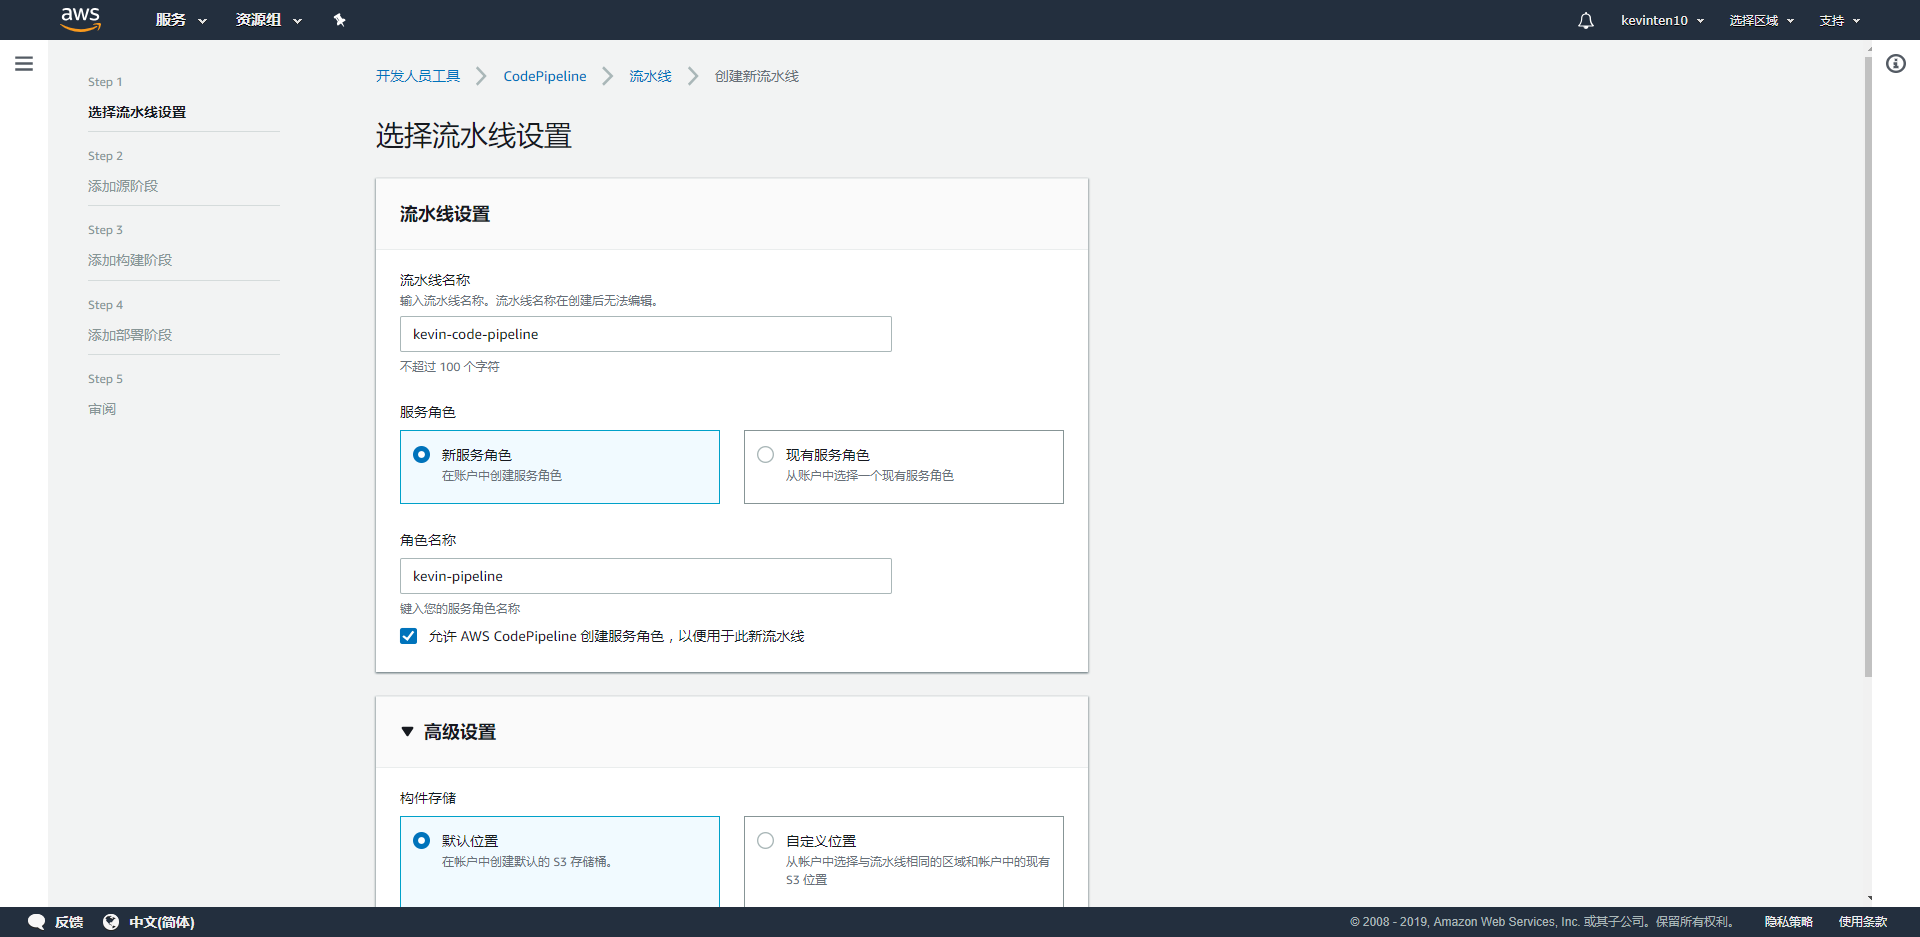 aws 服务 资源组 kevinten10 选择区域 支持
Step 1
选择流水线设置
Step 2
添加源阶段
Step 3
添加构建阶段
Step 4
添加部署阶段
Step 5
审阅
开发人员工具 CodePipeline 流水线 创建新流水线
选择流水线设置
流水线设置
流水线名称
输入流水线名称。流水线名称在创建后无法编辑。
kevin-code-pipeline
不超过 100 个字符
服务角色
新服务角色
在账户中创建服务角色
现有服务角色
从账户中选择一个现有服务角色
角色名称
kevin-pipeline
键入您的服务角色名称
允许 AWS CodePipeline 创建服务角色，以便用于此新流水线
高级设置
构件存储
默认位置
在帐户中创建默认的 S3 存储桶。
自定义位置
从帐户中选择与流水线相同的区域和帐户中的现有
S3 位置
反馈 中文(简体) © 2008 - 2019, Amazon Web Services, Inc. 或其子公司。保留所有权利。 隐私策略 使用条款